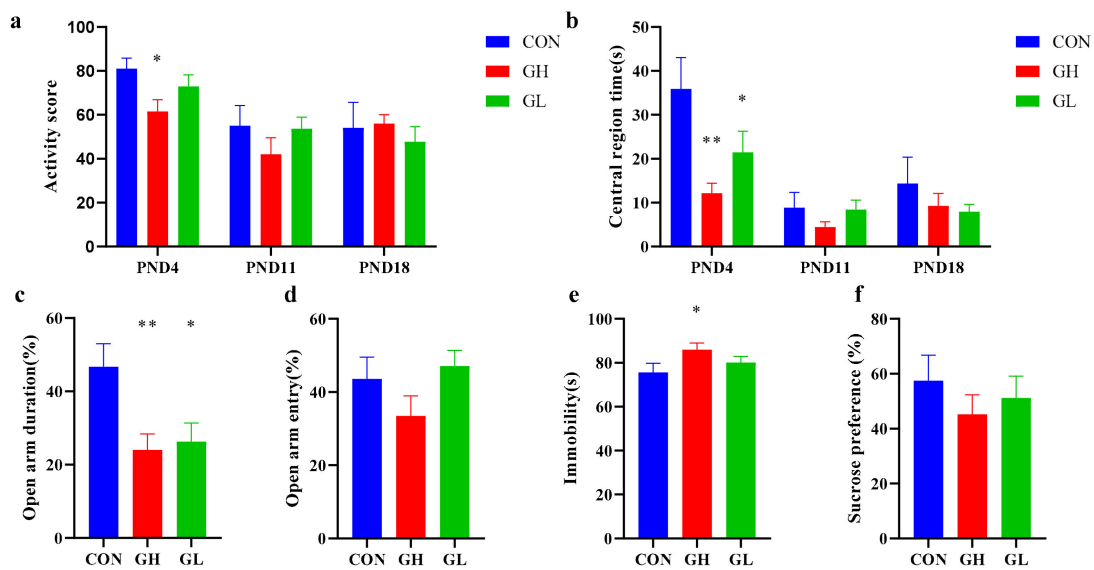 a
Activity score
100
80
60
40
20
0
*
PND4
PND11
PND18
CON
GH
GL
b
Central region time(s)
50
40
30
20
10
0
**
*
PND4
PND11
PND18
CON
GH
GL
c
Open arm duration(%)
60
40
20
0
**
*
CON
GH
GL
d
Open arm entry(%)
60
40
20
0
CON
GH
GL
e
Immobility(s)
100
80
60
40
20
0
*
CON
GH
GL
f
Sucrose preference (%)
80
60
40
20
0
CON
GH
GL